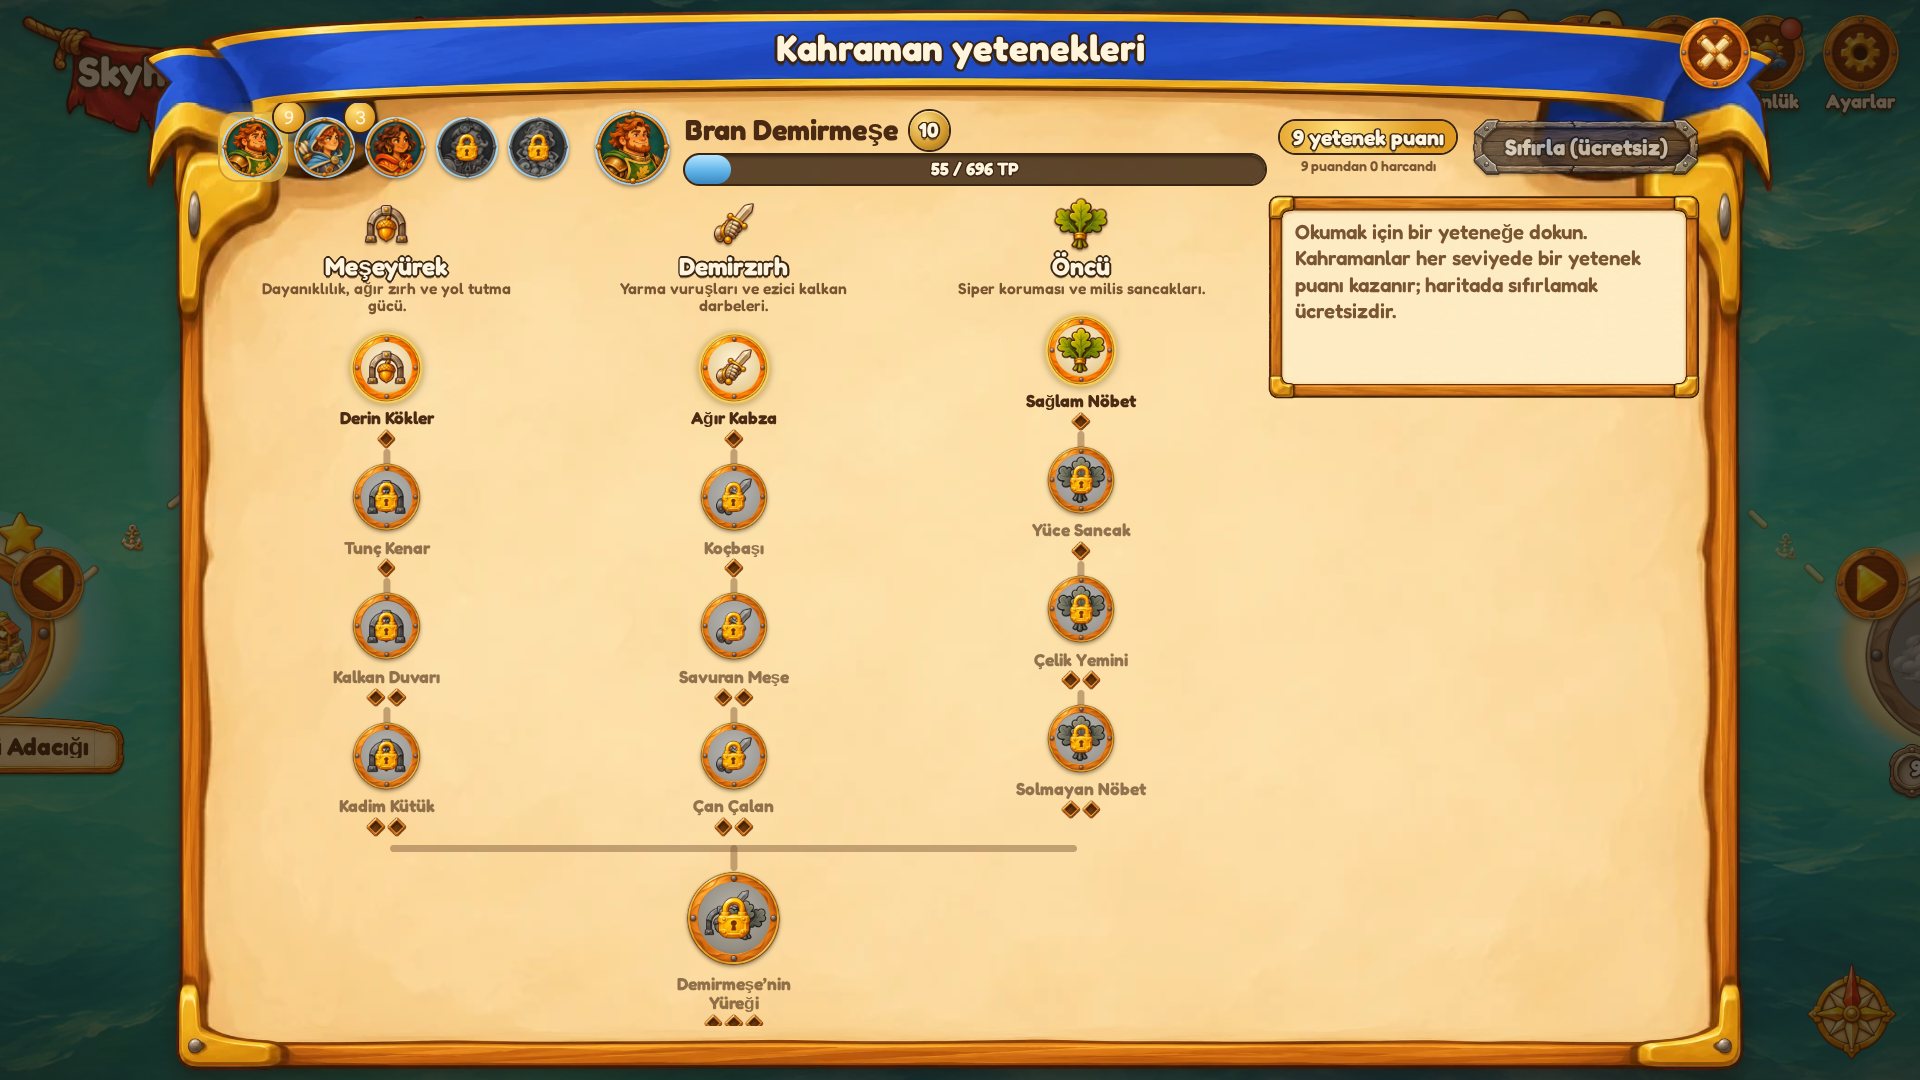 Kahraman yetenekleri
Ayarlar
9
3
Bran Demirmeşe 10
55 / 696 TP
9 yetenek puanı
9 puandan 0 harcandı
Sıfırla (ücretsiz)
Meşeyürek
Dayanıklılık, ağır zırh ve yol tutma
gücü.
Demirzırh
Yarma vuruşları ve ezici kalkan
darbeleri.
Öncü
Siper koruması ve milis sancakları.
Okumak için bir yeteneğe dokun.
Kahramanlar her seviyede bir yetenek
puanı kazanır; haritada sıfırlamak
ücretsizdir.
Derin Kökler
Ağır Kabza
Sağlam Nöbet
Tunç Kenar
Koçbaşı
Yüce Sancak
Kalkan Duvarı
Savuran Meşe
Çelik Yemini
Kadim Kütük
Çan Çalan
Solmayan Nöbet
Demirmeşe'nin
Yüreği
Adacığı